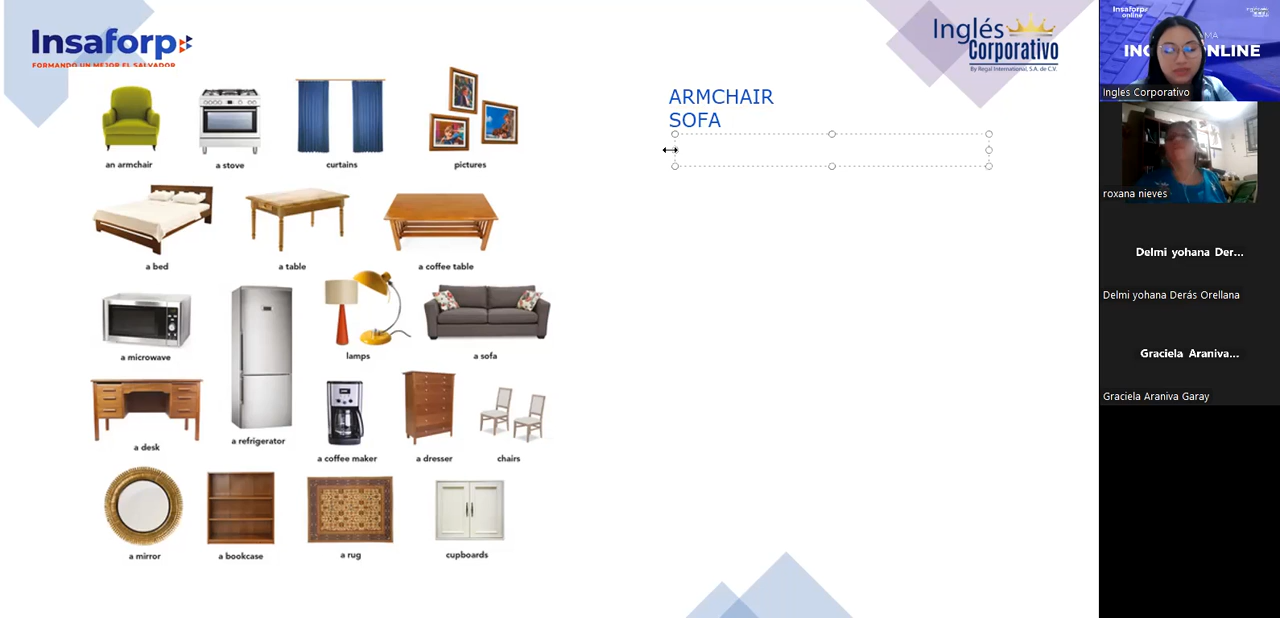 Insaforp
FORMANDO UN MEJOR EL SALVADOR
Inglés
Corporativo
By Regal International, S.A. de C.V.
an armchair
a stove
curtains
pictures
a bed
a table
a coffee table
a microwave
a refrigerator
lamps
a sofa
a desk
a coffee maker
a dresser
chairs
a mirror
a bookcase
a rug
cupboards
ARMCHAIR
SOFA
Insaforp
online
Ingles Corporativo
roxana nieves
Delmi yohana Der...
Delmi yohana Derás Orellana
Graciela Araniva...
Graciela Araniva Garay